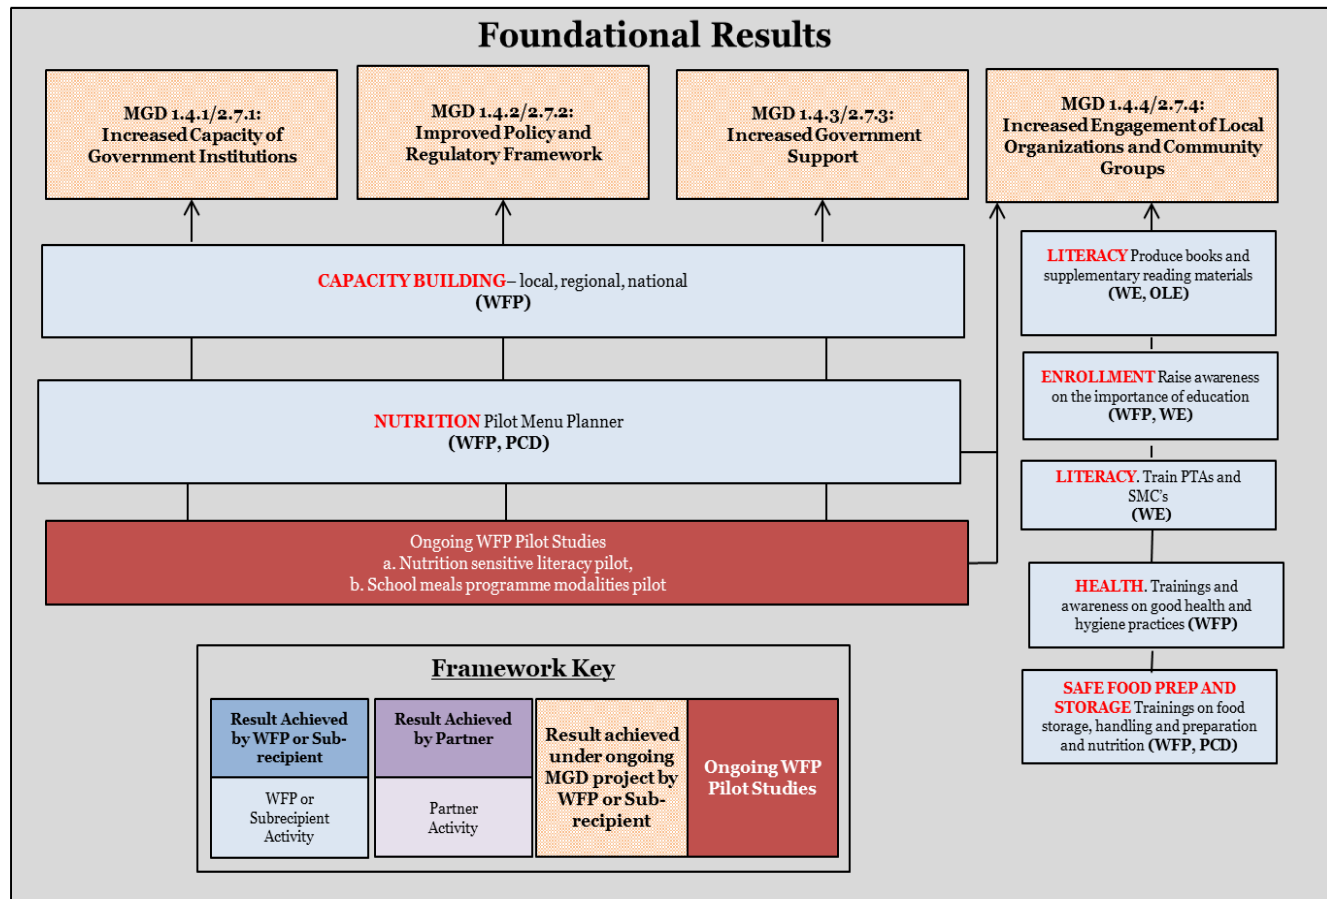 Foundational Results
MGD 1.4.1/2.7.1:
Increased Capacity of
Government Institutions
MGD 1.4.2/2.7.2:
Improved Policy and
Regulatory Framework
MGD 1.4.3/2.7.3:
Increased Government
Support
MGD 1.4.4/2.7.4:
Increased Engagement of Local
Organizations and Community
Groups
CAPACITY BUILDING– local, regional, national
(WFP)
NUTRITION Pilot Menu Planner
(WFP, PCD)
Ongoing WFP Pilot Studies
a. Nutrition sensitive literacy pilot,
b. School meals programme modalities pilot
LITERACY Produce books and
supplementary reading materials
(WE, OLE)
ENROLLMENT Raise awareness
on the importance of education
(WFP, WE)
LITERACY. Train PTAs and
SMC's
(WE)
HEALTH. Trainings and
awareness on good health and
hygiene practices (WFP)
SAFE FOOD PREP AND
STORAGE Trainings on food
storage, handling and preparation
and nutrition (WFP, PCD)
Framework Key
Result Achieved
by WFP or Sub-
recipient
WFP or
Subrecipient
Activity
Result Achieved
by Partner
Partner
Activity
Result achieved
under ongoing
MGD project by
WFP or Sub-
recipient
Ongoing WFP
Pilot Studies